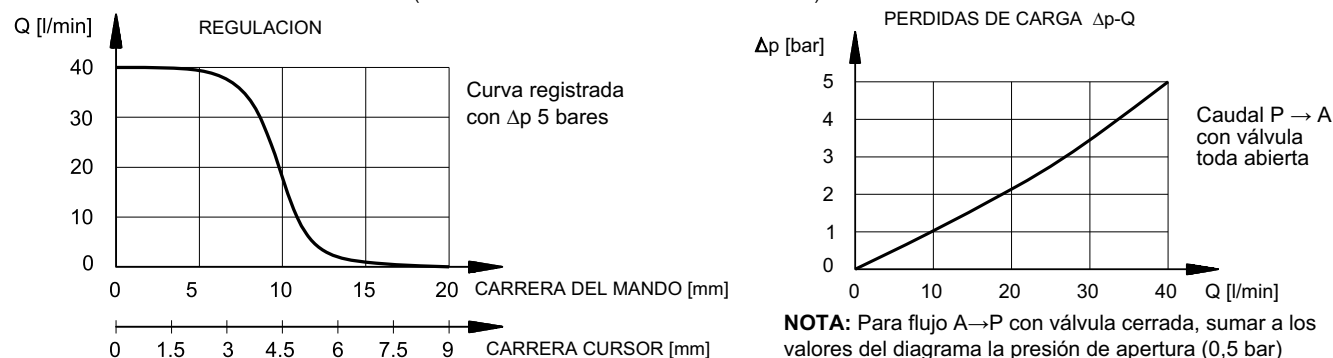 Q [l/min]
REGULACION
40
30
20
10
0
0 5 10 15 20 CARRERA DEL MANDO [mm]
0 1.5 3 4.5 6 7.5 9 CARRERA CURSOR [mm]
Curva registrada
con Δp 5 bares
PERDIDAS DE CARGA Δp-Q
Δp [bar]
5
4
3
2
1
0
0 10 20 30 40 Q [l/min]
Caudal P → A
con válvula
toda abierta
NOTA: Para flujo A→P con válvula cerrada, sumar a los
valores del diagrama la presión de apertura (0,5 bar)